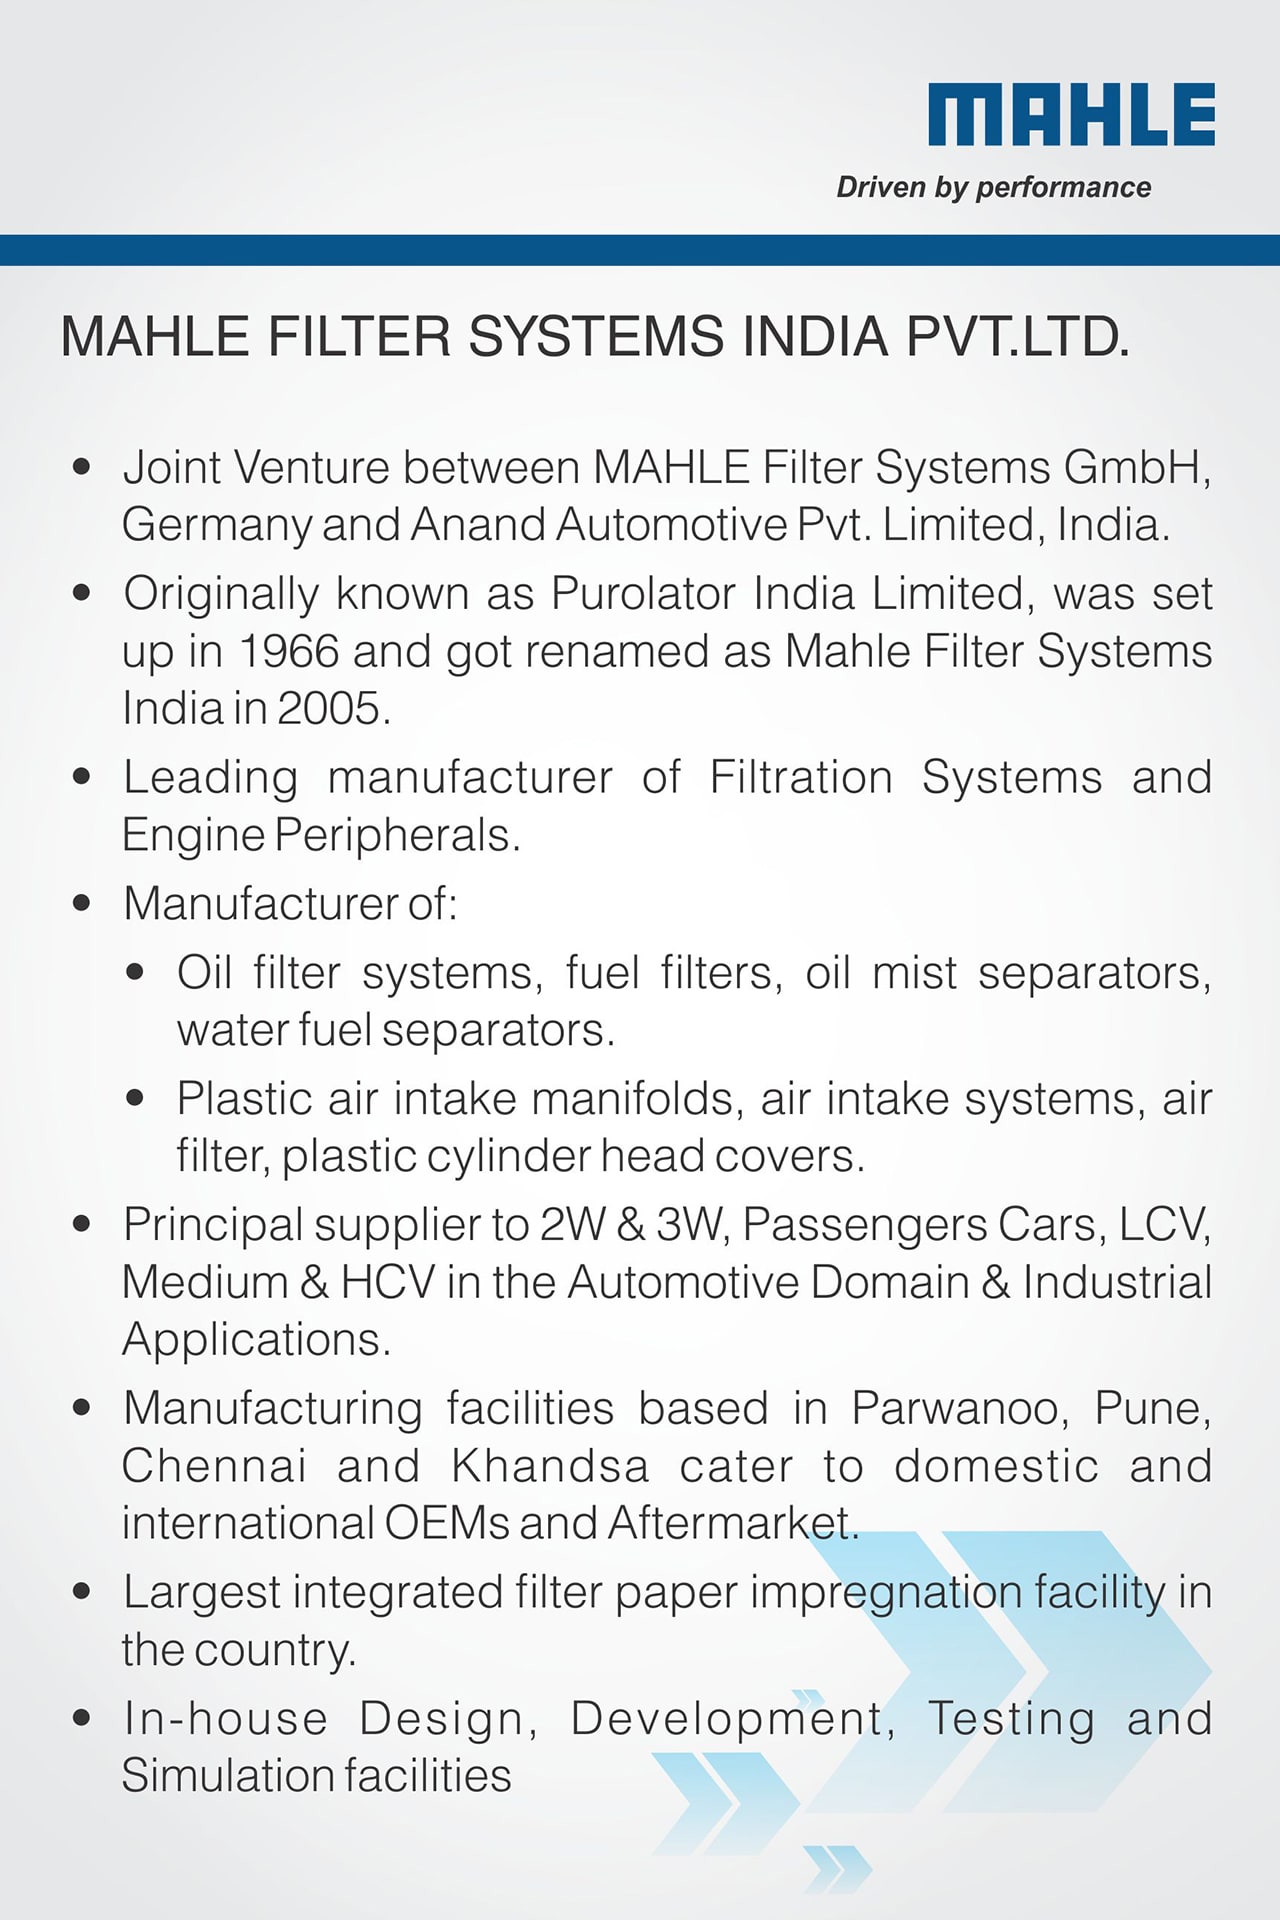 MAHLE
Driven by performance
MAHLE FILTER SYSTEMS INDIA PVT.LTD.
• Joint Venture between MAHLE Filter Systems GmbH,
Germany and Anand Automotive Pvt. Limited, India.
• Originally known as Purolator India Limited, was set
up in 1966 and got renamed as Mahle Filter Systems
India in 2005.
• Leading manufacturer of Filtration Systems and
Engine Peripherals.
• Manufacturer of:
• Oil filter systems, fuel filters, oil mist separators,
water fuel separators.
• Plastic air intake manifolds, air intake systems, air
filter, plastic cylinder head covers.
• Principal supplier to 2W & 3W, Passengers Cars, LCV,
Medium & HCV in the Automotive Domain & Industrial
Applications.
• Manufacturing facilities based in Parwanoo, Pune,
Chennai and Khandsa cater to domestic and
international OEMs and Aftermarket.
• Largest integrated filter paper impregnation facility in
the country.
• In-house Design, Development, Testing and
Simulation facilities